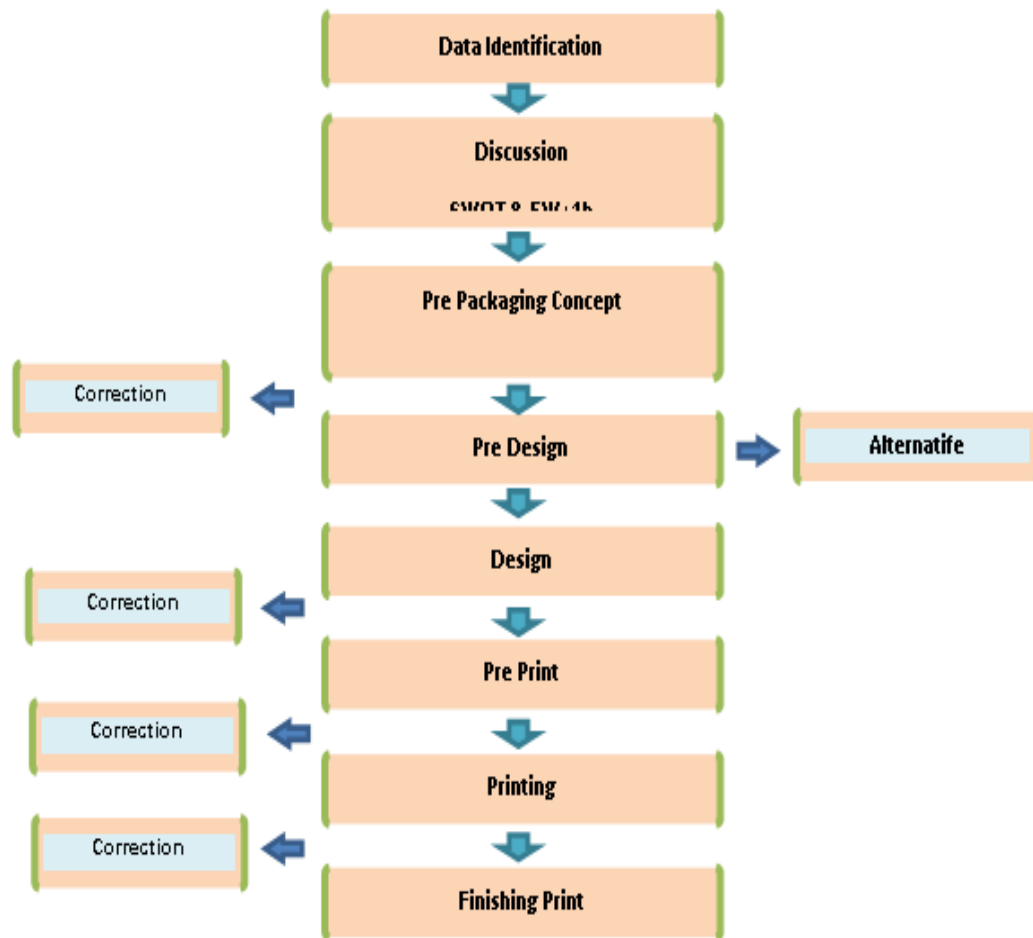 Data Identification
Discussion
Pre Packaging Concept
Correction
Pre Design
Alternatife
Design
Correction
Pre Print
Correction
Printing
Correction
Finishing Print